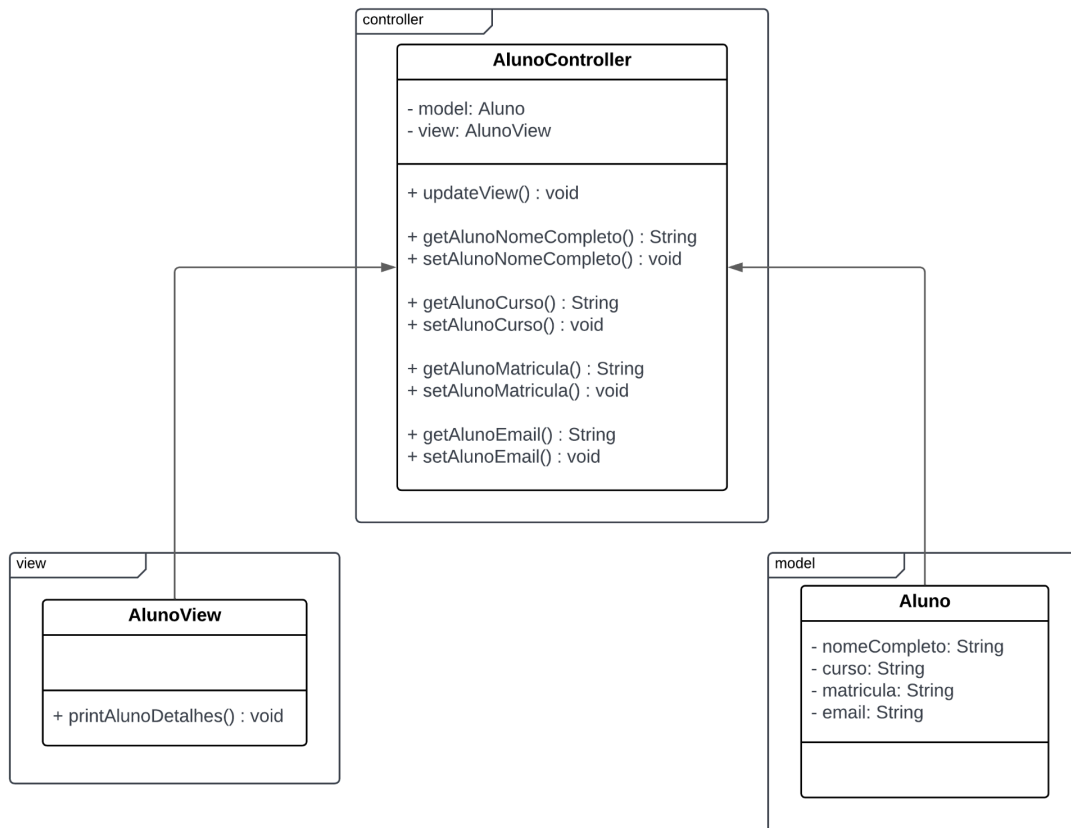 controller
AlunoController
- model: Aluno
- view: AlunoView
+ updateView() : void
+ getAlunoNomeCompleto() : String
+ setAlunoNomeCompleto() : void
+ getAlunoCurso() : String
+ setAlunoCurso() : void
+ getAlunoMatricula() : String
+ setAlunoMatricula() : void
+ getAlunoEmail() : String
+ setAlunoEmail() : void
view
AlunoView
+ printAlunoDetalhes() : void
model
Aluno
- nomeCompleto: String
- curso: String
- matricula: String
- email: String